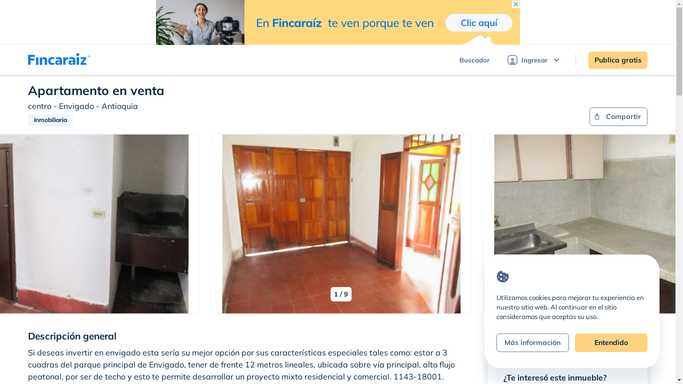 En Fincaraíz te ven porque te ven
Clic aquí
Fincaraiz
Buscador
Ingresar
Publica gratis
Apartamento en venta
centro - Envigado - Antioquia
Inmobiliaria
Compartir
1 / 9
Utilizamos cookies para mejorar tu experiencia en
nuestro sitio web. Al continuar en el sitio
consideramos que aceptas su uso.
Más información
Entendido
Descripción general
Si deseas invertir en envigado esta sería su mejor opción por sus características especiales tales como: estar a 3
cuadras del parque principal de Envigado, tener de frente 12 metros lineales, ubicada sobre vía principal, alto flujo
peatonal, por ser de techo y esto te permite desarrollar un proyecto mixto residencial y comercial. 1143-18001.
¿Te interesó este inmueble?